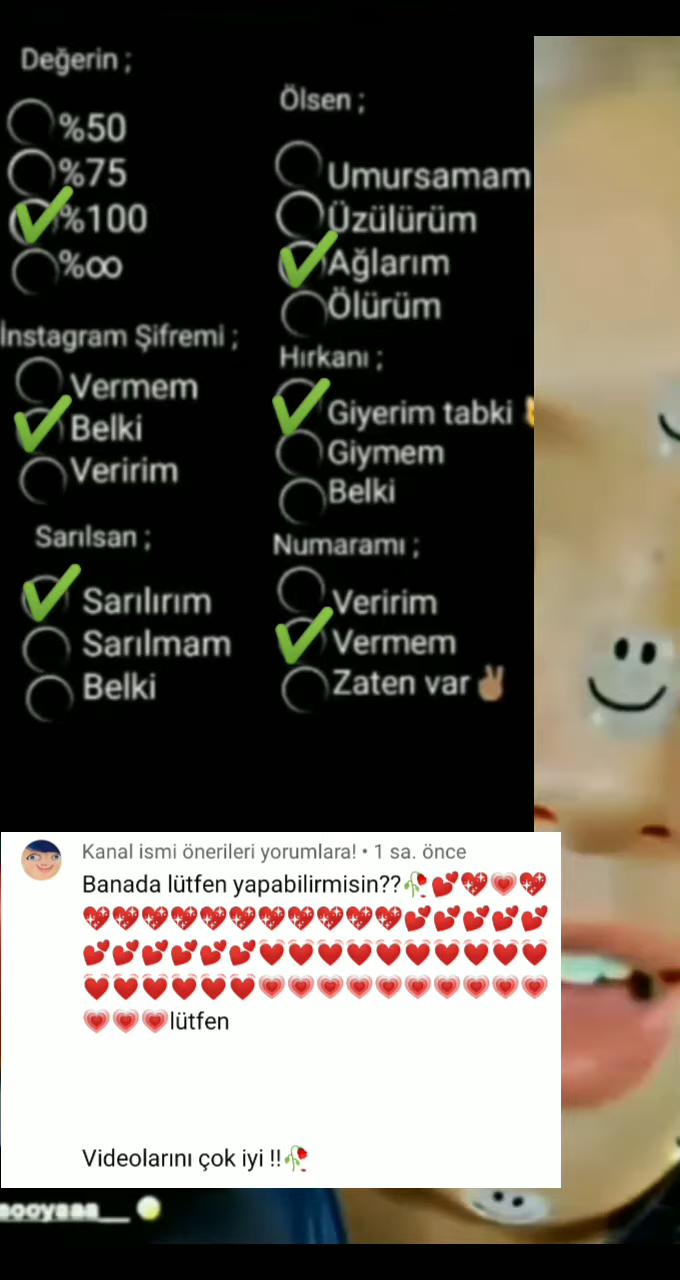 Değerin ;
%50
%75
%100
%∞
İnstagram Şifremi ;
Vermem
Belki
Veririm
Sarılsan ;
Sarılırım
Sarılmam
Belki
Ölsen ;
Umursamam
Üzülürüm
Ağlarım
Ölürüm
Hırkanı ;
Giyerim tabki
Giymem
Belki
Numaramı ;
Veririm
Vermem
Zaten var✌🏽
Kanal ismi önerileri yorumlara! • 1 sa. önce
Banada lütfen yapabilirmisin??🥀💕💖💗💖
💖💖💖💖💖💖💖💖💖💖💖💕💕💕💕💕
💕💕💕💕💕💕💓💓💓💓💓💓💓💓💓💓
💓💓💓💓💓💓💗💗💗💗💗💗💗💗💗💗
💗💗💗lütfen
Videolarını çok iyi !!🥀